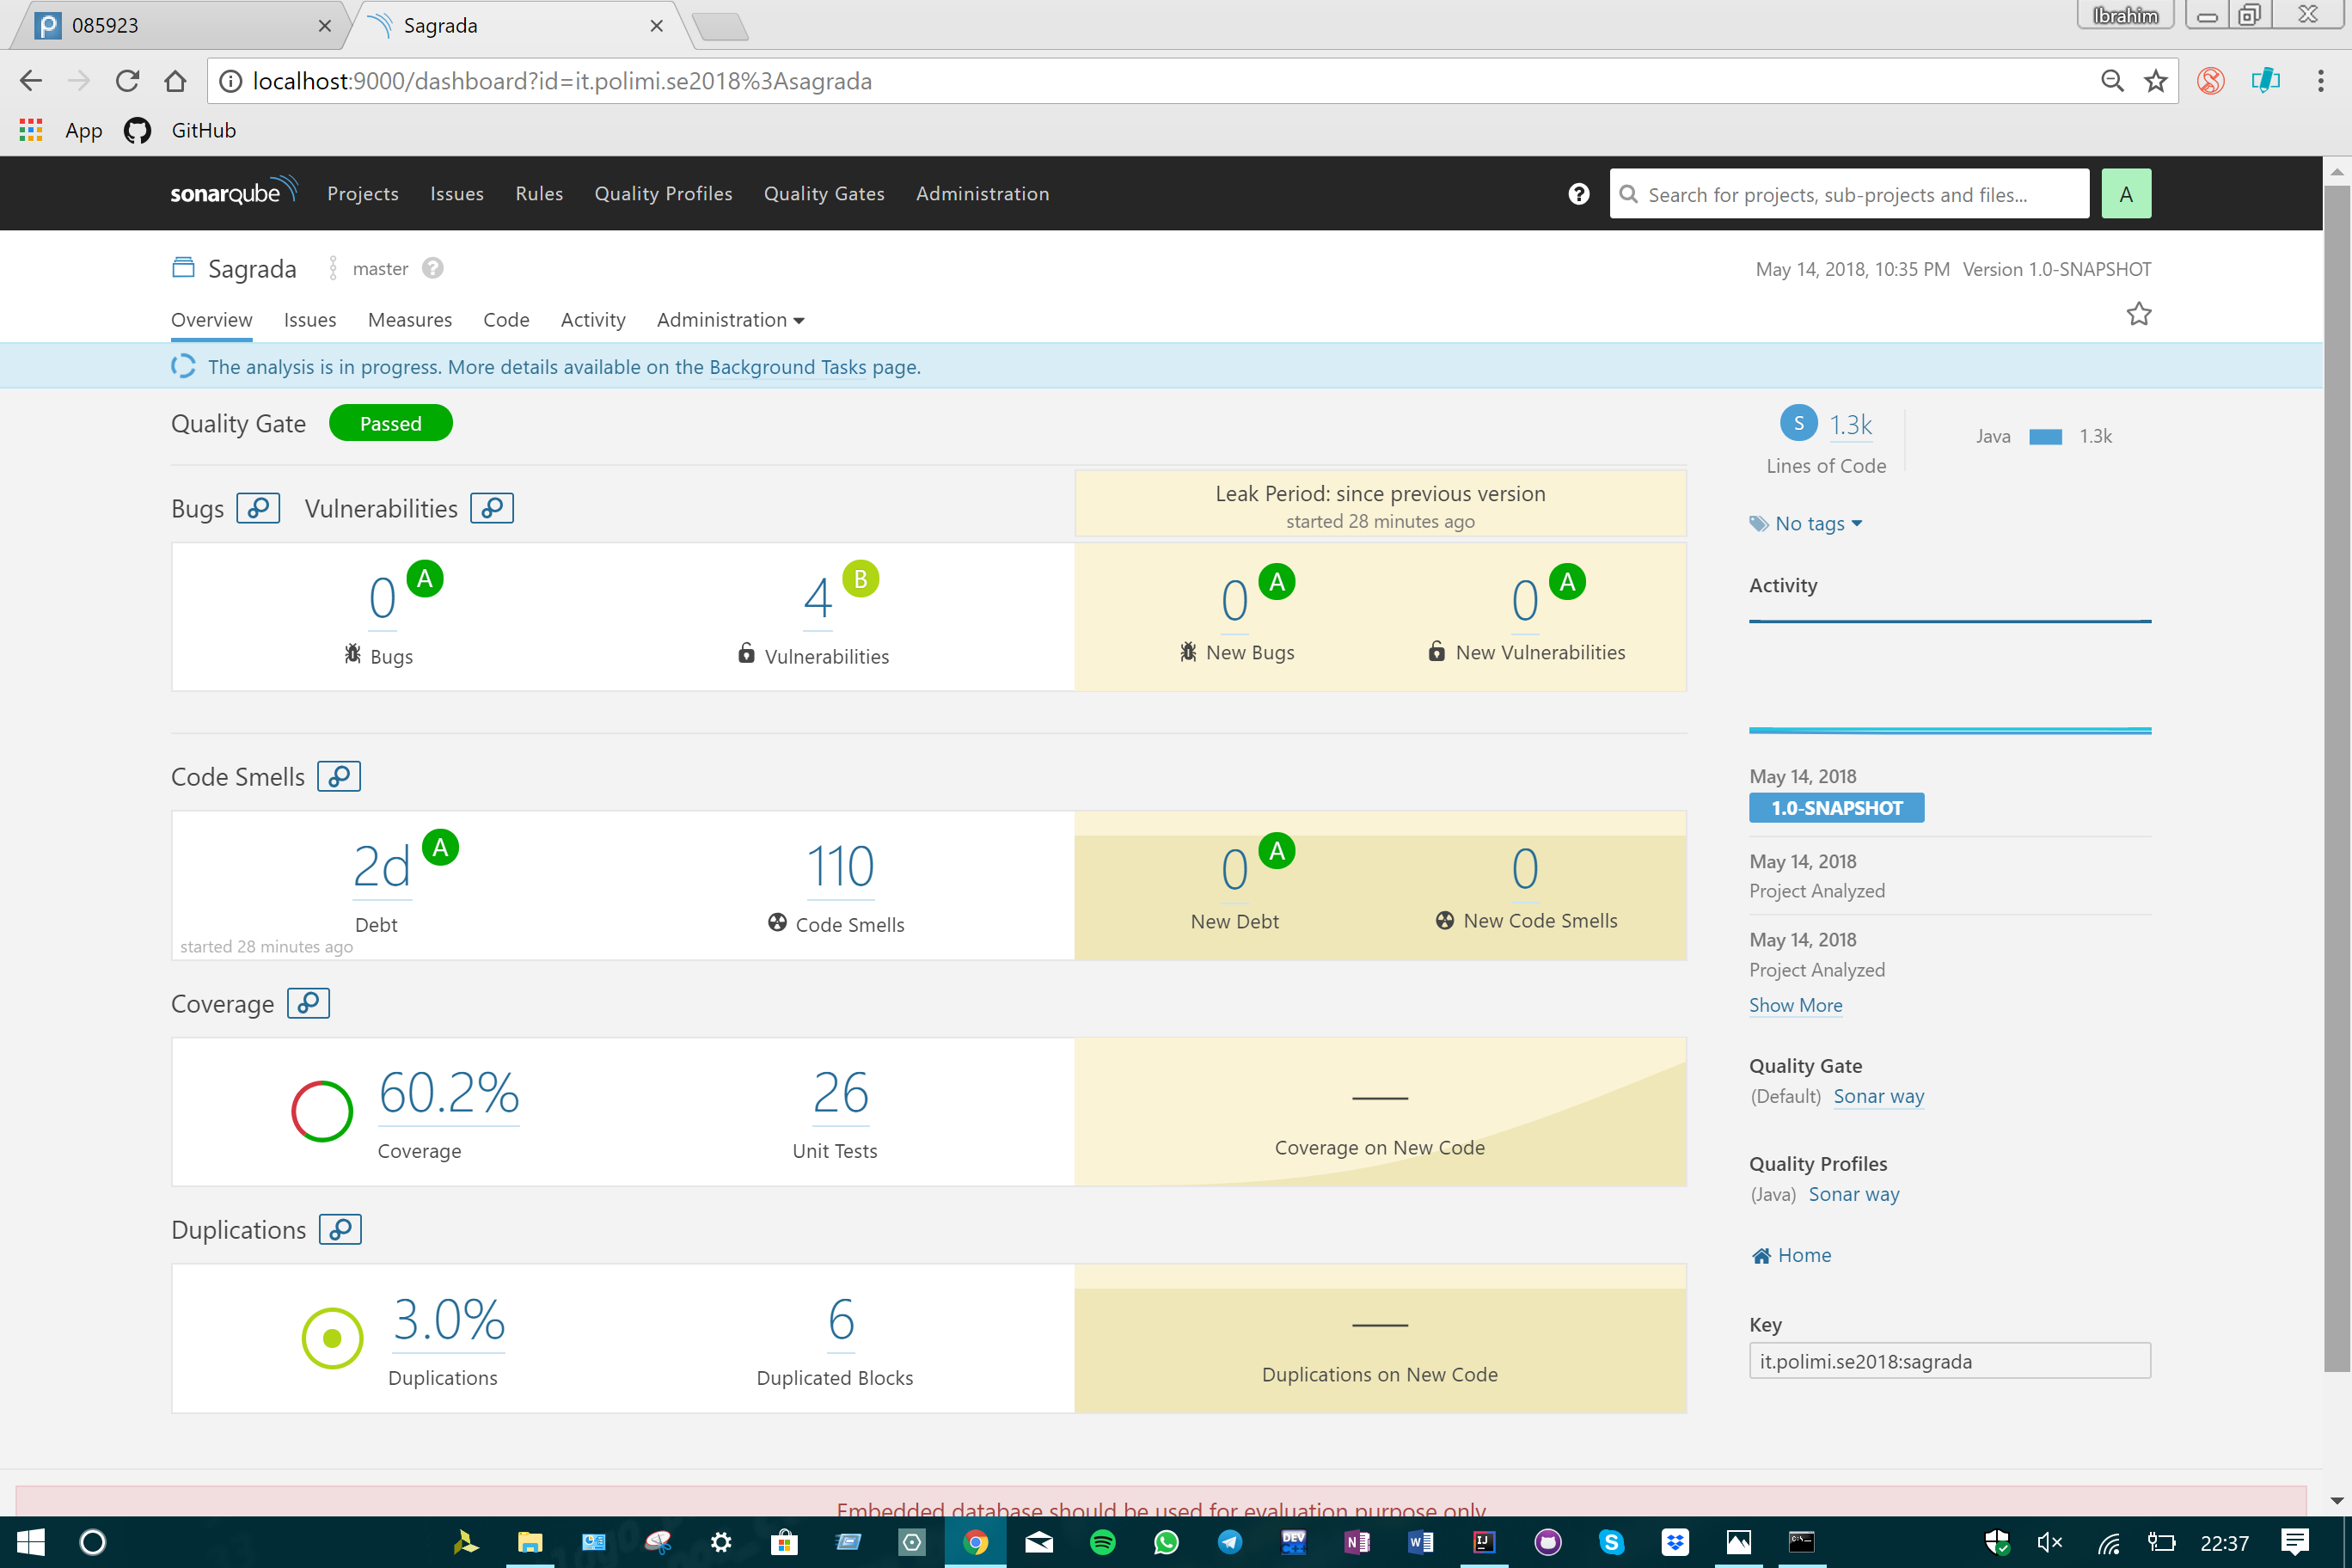 085923
Sagrada
Ibrahim
localhost:9000/dashboard?id=it.polimi.se2018%3Asagrada
App GitHub
sonarqube Projects Issues Rules Quality Profiles Quality Gates Administration
Search for projects, sub-projects and files...
A
Sagrada master
May 14, 2018, 10:35 PM Version 1.0-SNAPSHOT
Overview Issues Measures Code Activity Administration
The analysis is in progress. More details available on the Background Tasks page.
Quality Gate Passed
Bugs Vulnerabilities
Leak Period: since previous version
started 28 minutes ago
0 A
Bugs
4 B
Vulnerabilities
0 A
New Bugs
0 A
New Vulnerabilities
Code Smells
2d A
Debt
started 28 minutes ago
110
Code Smells
0 A
New Debt
0
New Code Smells
Coverage
60.2%
Coverage
26
Unit Tests
Coverage on New Code
Duplications
3.0%
Duplications
6
Duplicated Blocks
Duplications on New Code
S 1.3k
Lines of Code
Java 1.3k
No tags
Activity
May 14, 2018
1.0-SNAPSHOT
May 14, 2018
Project Analyzed
May 14, 2018
Project Analyzed
Show More
Quality Gate
(Default) Sonar way
Quality Profiles
(Java) Sonar way
Home
Key
it.polimi.se2018:sagrada
Embedded database should be used for evaluation purpose only
22:37